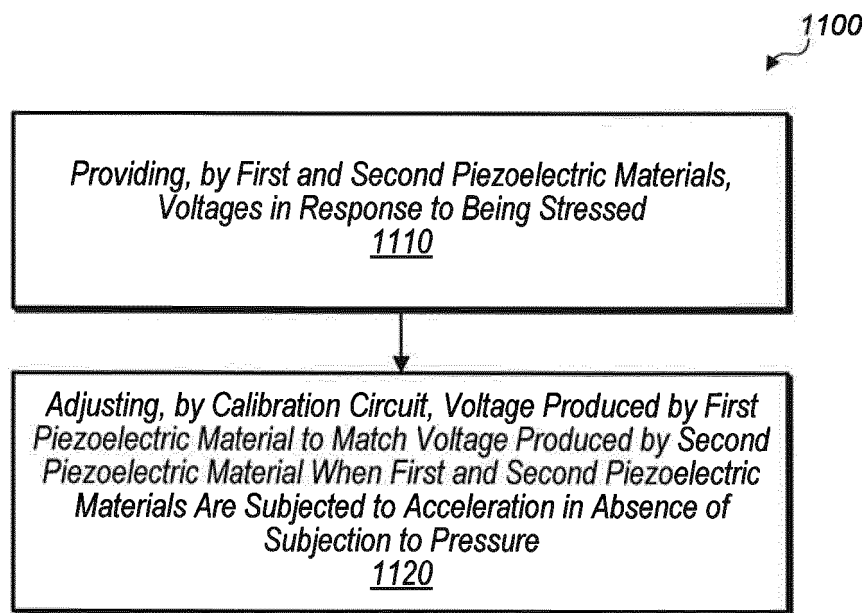 1100
Providing, by First and Second Piezoelectric Materials,
Voltages in Response to Being Stressed
1110
Adjusting, by Calibration Circuit, Voltage Produced by First
Piezoelectric Material to Match Voltage Produced by Second
Piezoelectric Material When First and Second Piezoelectric
Materials Are Subjected to Acceleration in Absence of
Subjection to Pressure
1120